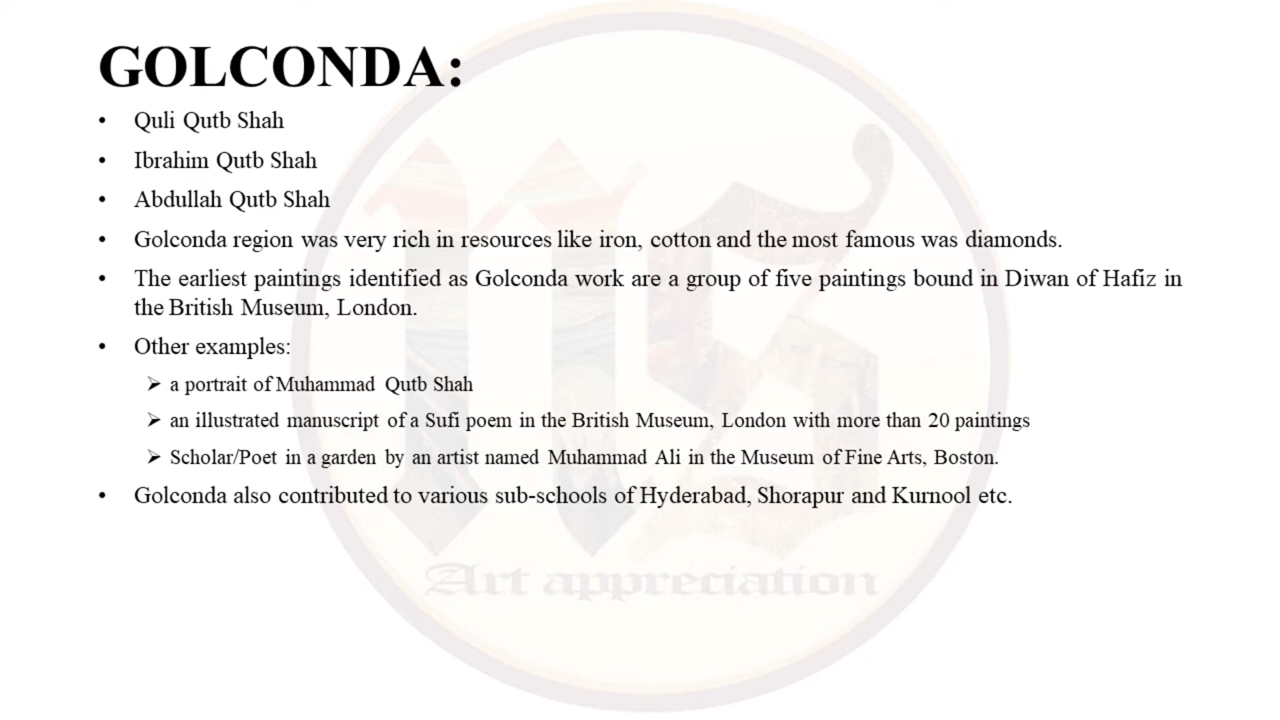 GOLCONDA:
• Quli Qutb Shah
• Ibrahim Qutb Shah
• Abdullah Qutb Shah
• Golconda region was very rich in resources like iron, cotton and the most famous was diamonds.
• The earliest paintings identified as Golconda work are a group of five paintings bound in Diwan of Hafiz in
the British Museum, London.
• Other examples:
➢ a portrait of Muhammad Qutb Shah
➢ an illustrated manuscript of a Sufi poem in the British Museum, London with more than 20 paintings
➢ Scholar/Poet in a garden by an artist named Muhammad Ali in the Museum of Fine Arts, Boston.
• Golconda also contributed to various sub-schools of Hyderabad, Shorapur and Kurnool etc.
nS
Art appreciation